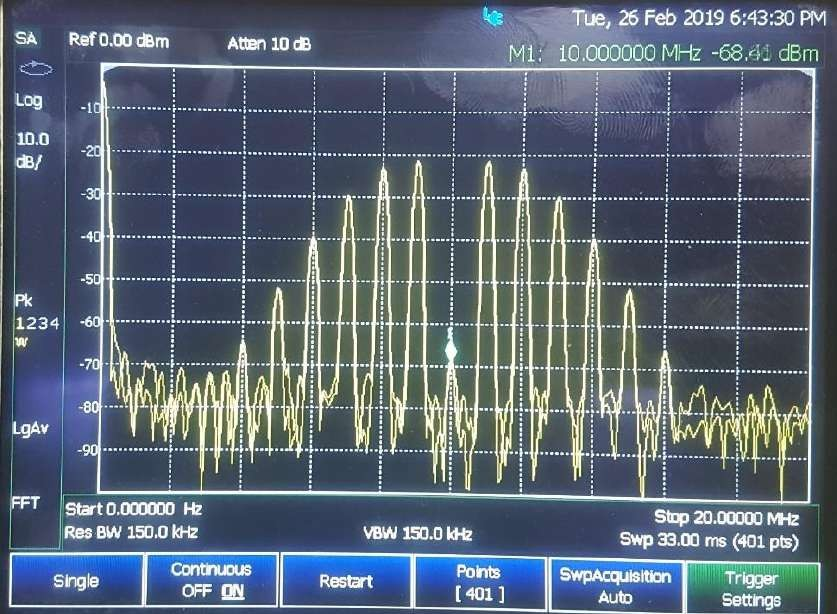 Tue, 26 Feb 2019 6:43:30 PM
SA Ref 0.00 dBm Atten 10 dB
M1: 10.000000 MHz -68.41 dBm
Log
10.0
dB/
-10
-20
-30
-40
-50
Pk
1234
W
-60
-70
-80
LgAv
-90
FFT
Start 0.000000 Hz Stop 20.00000 MHz
Res BW 150.0 kHz VBW 150.0 kHz Swp 33.00 ms (401 pts)
Single
Continuous
OFF ON
Restart
Points
[ 401 ]
SwpAcquisition
Auto
Trigger
Settings